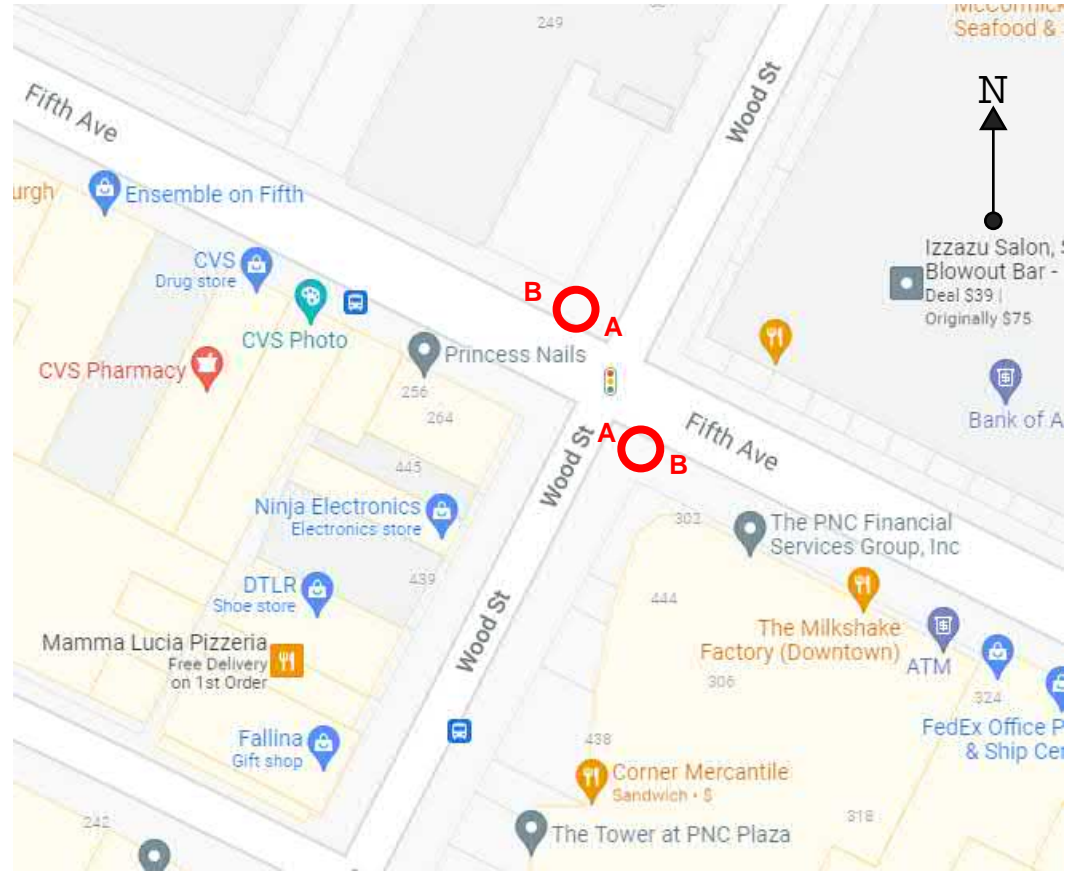 McCormick
Seafood &
249
Wood St
N
Fifth Ave
urgh
Ensemble on Fifth
CVS
Drug store
CVS Photo
CVS Pharmacy
Princess Nails
256
264
B
A
Izzazu Salon,
Blowout Bar -
Deal $39 |
Originally $75
Bank of A
A
B
Fifth Ave
Wood St
445
Ninja Electronics
Electronics store
439
302
The PNC Financial
Services Group, Inc
DTLR
Shoe store
444
The Milkshake
Factory (Downtown)
ATM
Wood St
Mamma Lucia Pizzeria
Free Delivery
on 1st Order
306
324
FedEx Office P
& Ship Cer
Fallina
Gift shop
438
Corner Mercantile
Sandwich • $
318
The Tower at PNC Plaza
242